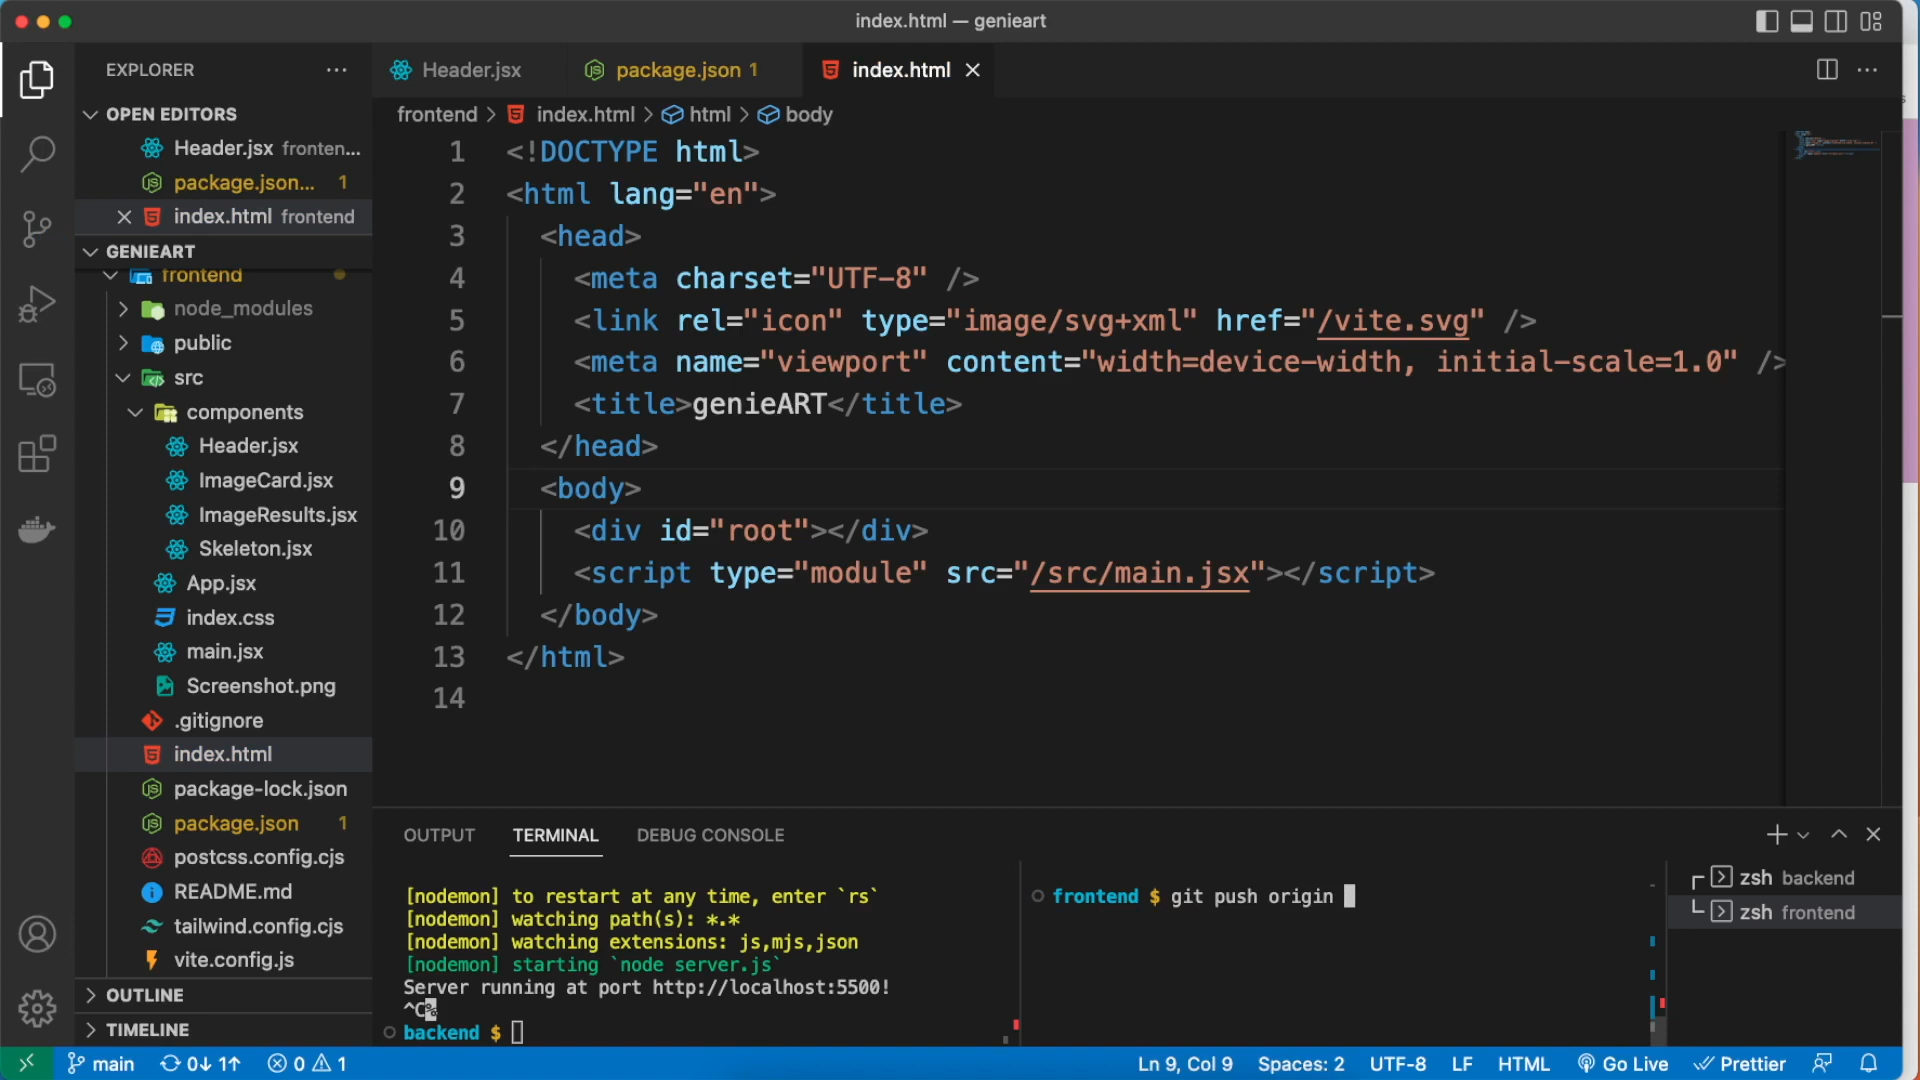 index.html — genieart
EXPLORER
OPEN EDITORS
Header.jsx fronten...
package.json... 1
index.html frontend
GENIEART
frontend
node_modules
public
src
components
Header.jsx
ImageCard.jsx
ImageResults.jsx
Skeleton.jsx
App.jsx
index.css
main.jsx
Screenshot.png
.gitignore
index.html
package-lock.json
package.json 1
postcss.config.cjs
README.md
tailwind.config.cjs
vite.config.js
OUTLINE
TIMELINE
Header.jsx
package.json 1
index.html
frontend > index.html > html > body
1 <!DOCTYPE html>
2 <html lang="en">
3 <head>
4 <meta charset="UTF-8" />
5 <link rel="icon" type="image/svg+xml" href="/vite.svg" />
6 <meta name="viewport" content="width=device-width, initial-scale=1.0" />
7 <title>genieART</title>
8 </head>
9 <body>
10 <div id="root"></div>
11 <script type="module" src="/src/main.jsx"></script>
12 </body>
13 </html>
14
OUTPUT TERMINAL DEBUG CONSOLE
[nodemon] to restart at any time, enter `rs`
[nodemon] watching path(s): *.*
[nodemon] watching extensions: js,mjs,json
[nodemon] starting `node server.js`
Server running at port http://localhost:5500!
^C%
backend $
frontend $ git push origin
zsh backend
zsh frontend
main 0↓ 1↑ 0 1
Ln 9, Col 9 Spaces: 2 UTF-8 LF HTML Go Live Prettier